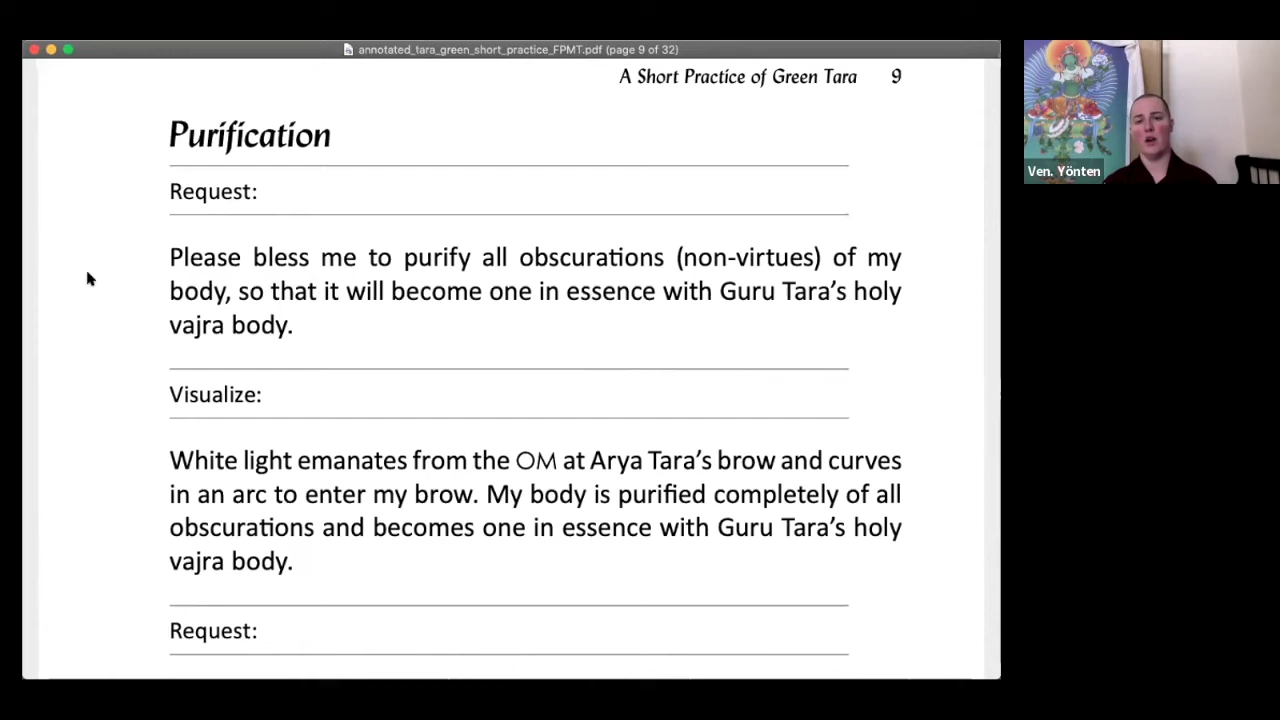 annotated_tara_green_short_practice_FPMT.pdf (page 9 of 32)
A Short Practice of Green Tara 9
Purification
Request:
Please bless me to purify all obscurations (non-virtues) of my
body, so that it will become one in essence with Guru Tara's holy
vajra body.
Visualize:
White light emanates from the OM at Arya Tara's brow and curves
in an arc to enter my brow. My body is purified completely of all
obscurations and becomes one in essence with Guru Tara's holy
vajra body.
Request:
Ven. Yönten